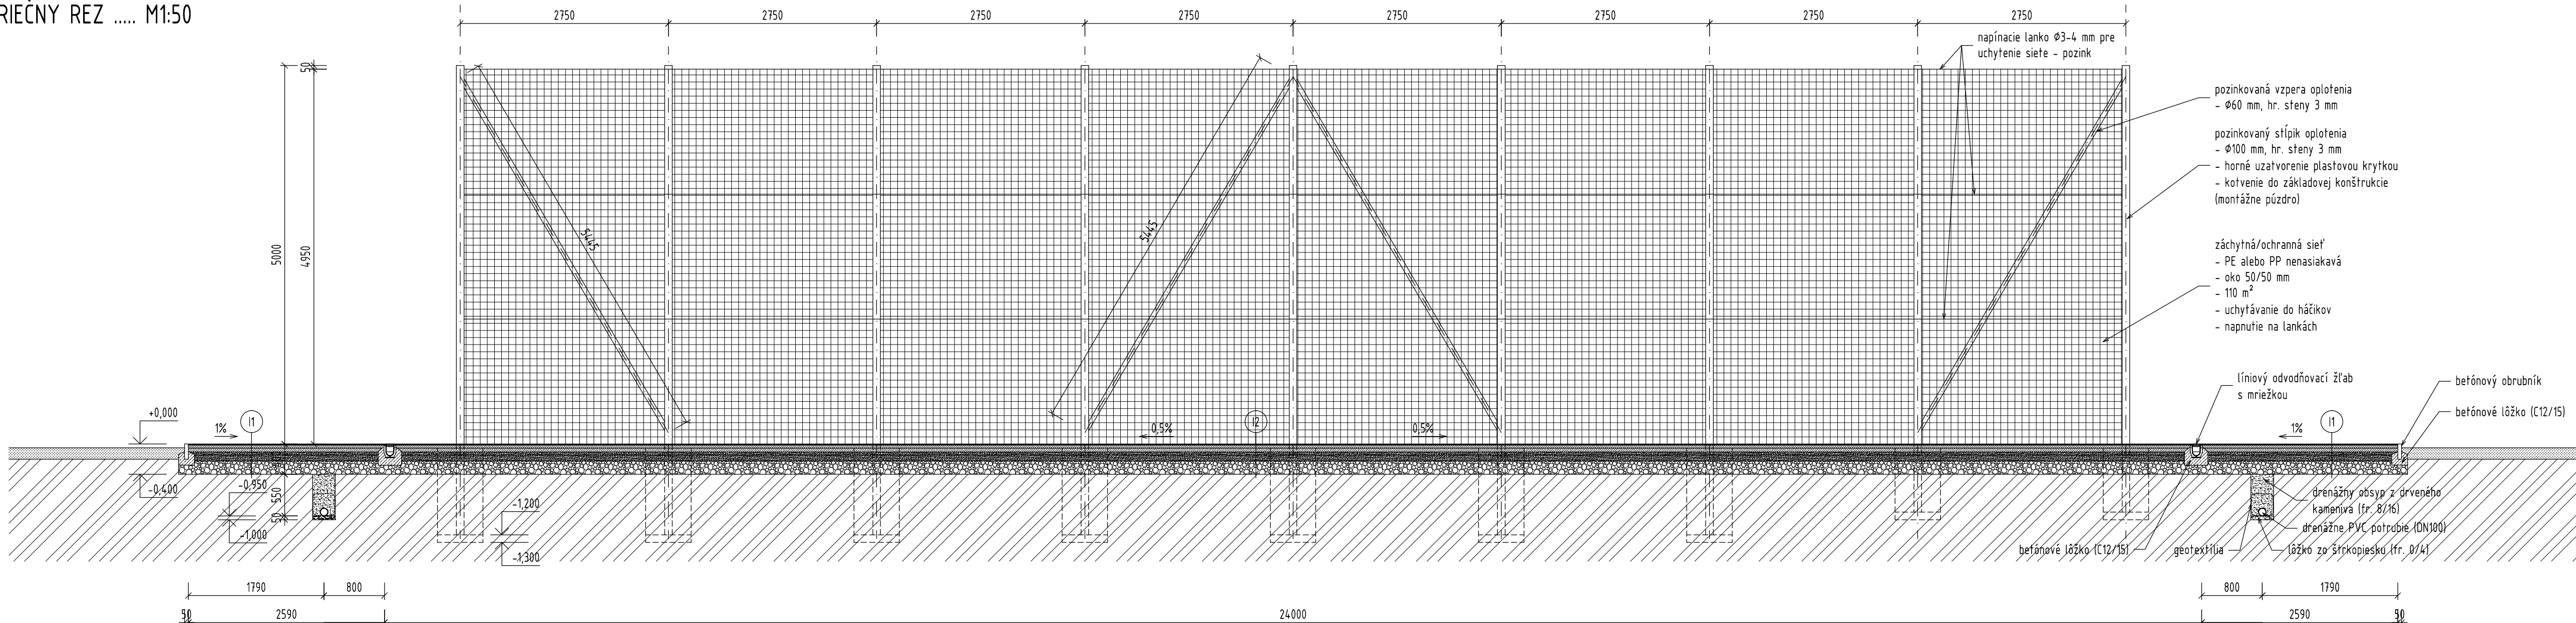 RIEČNY REZ ..... M1:50
2750
2750
2750
2750
2750
2750
2750
2750
napínacie lanko Φ3-4 mm pre
uchytenie siete - pozink
pozinkovaná vzpera oplotenia
- Φ60 mm, hr. steny 3 mm
pozinkovaný stĺpik oplotenia
- Φ100 mm, hr. steny 3 mm
- horné uzatvorenie plastovou krytkou
- kotvenie do základovej konštrukcie
(montážne púzdro)
záchytná/ochranná sieť
- PE alebo PP nenasiakavá
- oko 50/50 mm
- 110 m²
- uchytávanie do háčikov
- napnutie na lankách
50
5000
4950
5445
5445
líniový odvodňovací žľab
s mriežkou
betónový obrubník
betónové lôžko (C12/15)
+0,000
1%
I1
0,5%
I2
0,5%
1%
I1
-0,400
-0,950
550
50
-1,000
-1,200
-1,300
drenážny obsyp z drveného
kameniva (fr. 8/16)
drenážne PVC potrubie (DN100)
betónové lôžko (C12/15)
geotextília
lôžko zo štrkopiesku (fr. 0/4)
1790
800
800
1790
50
2590
24000
2590
50